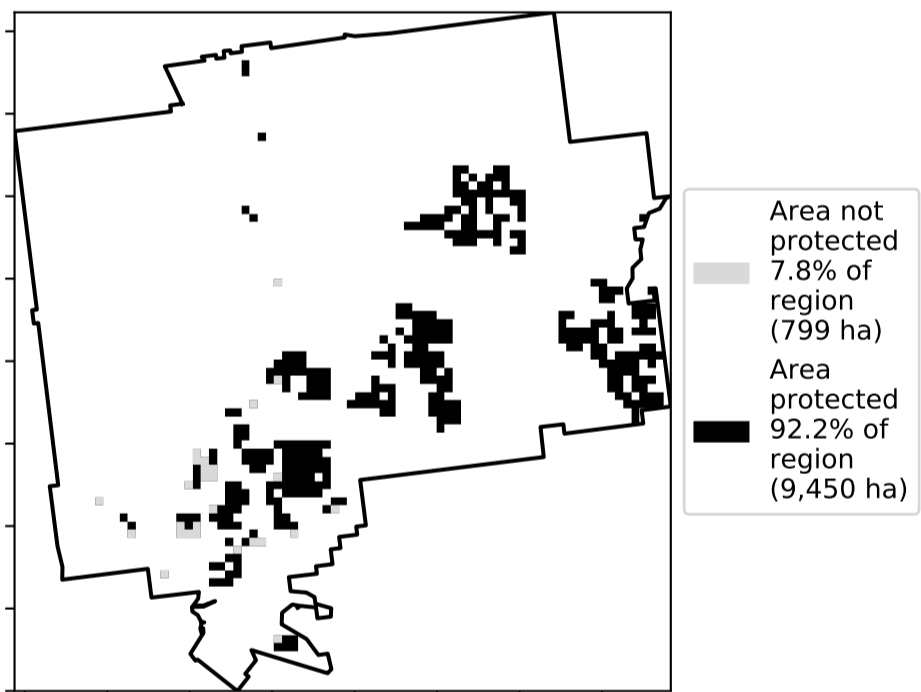 Area not
protected
7.8% of
region
(799 ha)
Area
protected
92.2% of
region
(9,450 ha)